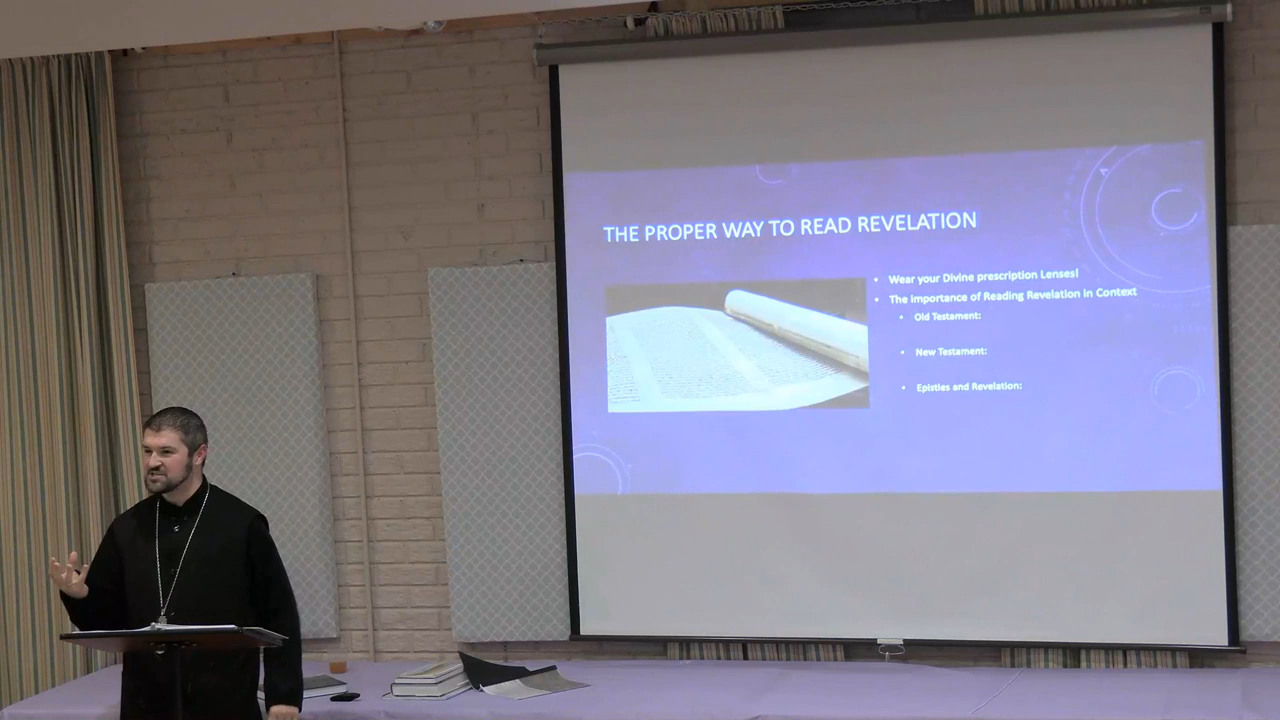 THE PROPER WAY TO READ REVELATION
• Wear your Divine prescription Lenses!
• The importance of Reading Revelation in Context
• Old Testament:
• New Testament:
• Epistles and Revelation: